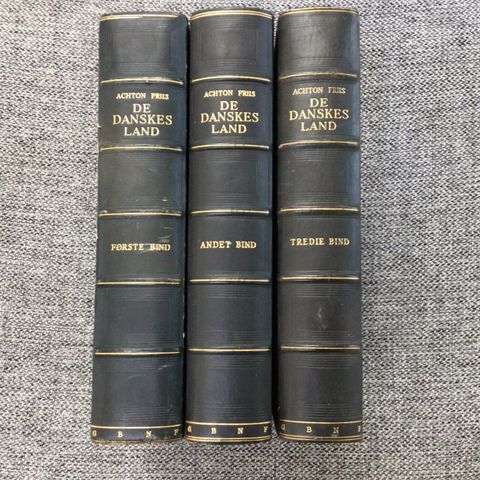 ACHTON FRIIS
DE
DANSKES
LAND
FØRSTE BIND
G B N F
ACHTON FRIIS
DE
DANSKES
LAND
ANDET BIND
G B N F
ACHTON FRIIS
DE
DANSKES
LAND
TREDIE BIND
G B N F